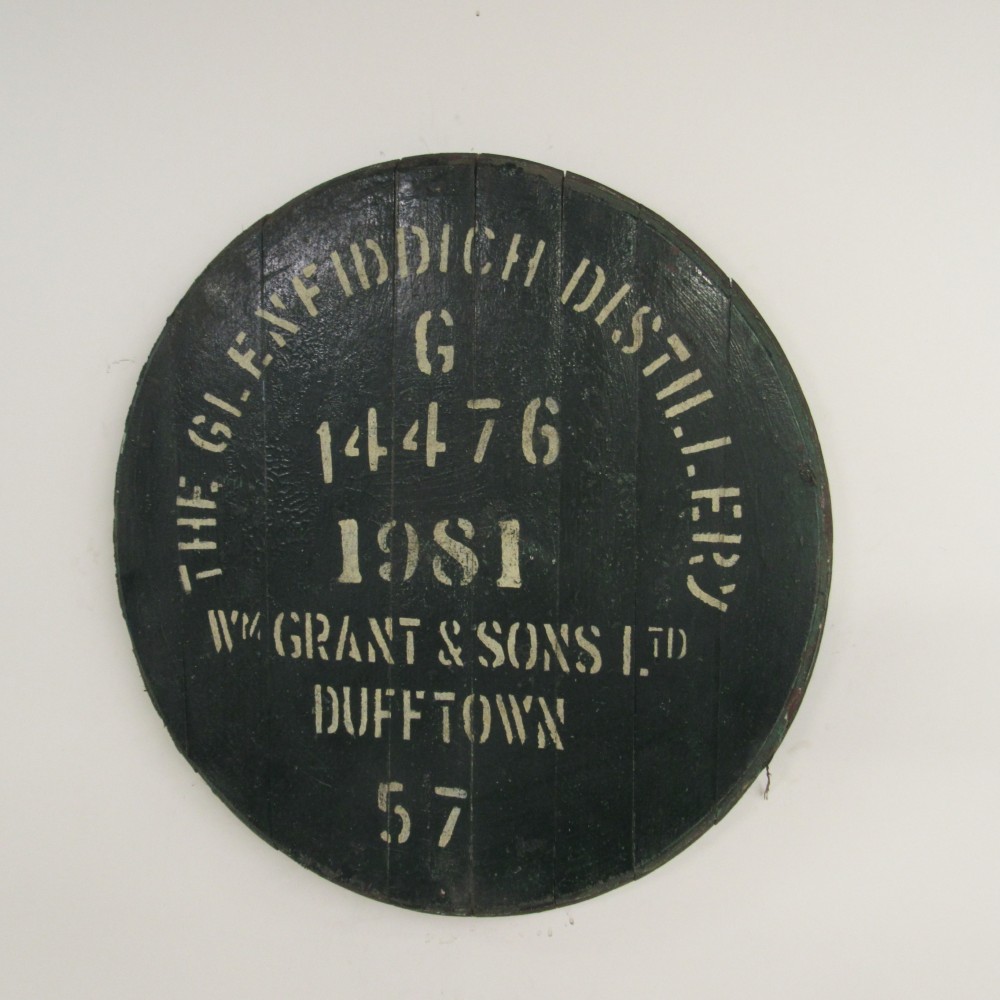 THE GLENFIDDICH DISTILLERY
G
14476
1981
WM GRANT & SONS LTD
DUFFTOWN
57